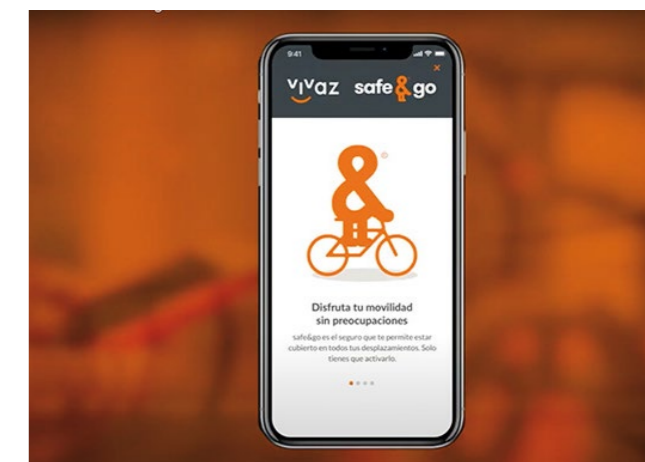 9:41
vivaz safe&go
Disfruta tu movilidad
sin preocupaciones
safe&go es el seguro que te permite estar
cubierto en todos tus desplazamientos. Solo
tienes que activarlo.